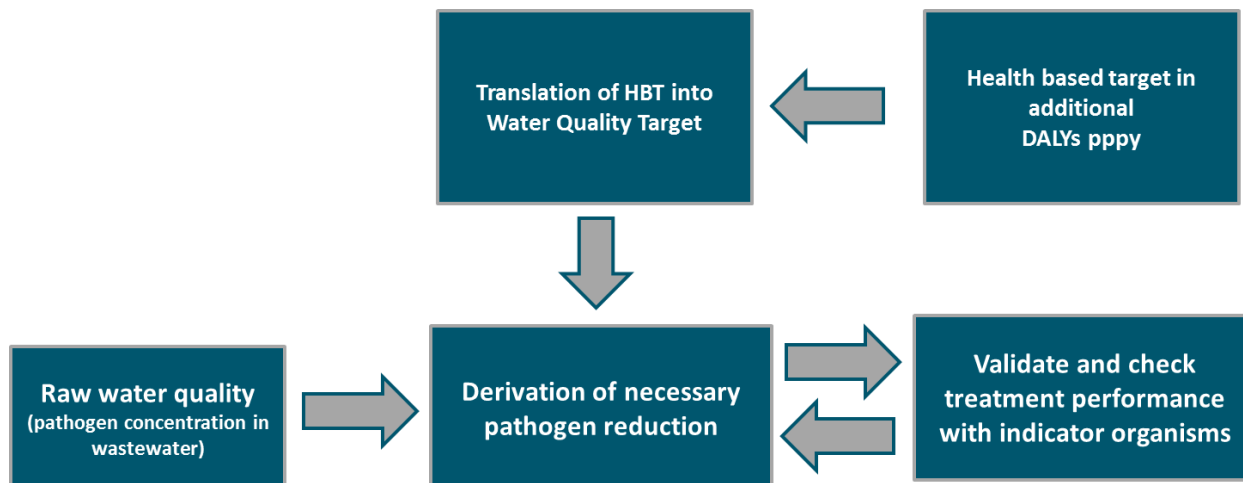 Translation of HBT into
Water Quality Target
Health based target in
additional
DALYs pppy
Raw water quality
(pathogen concentration in
wastewater)
Derivation of necessary
pathogen reduction
Validate and check
treatment performance
with indicator organisms